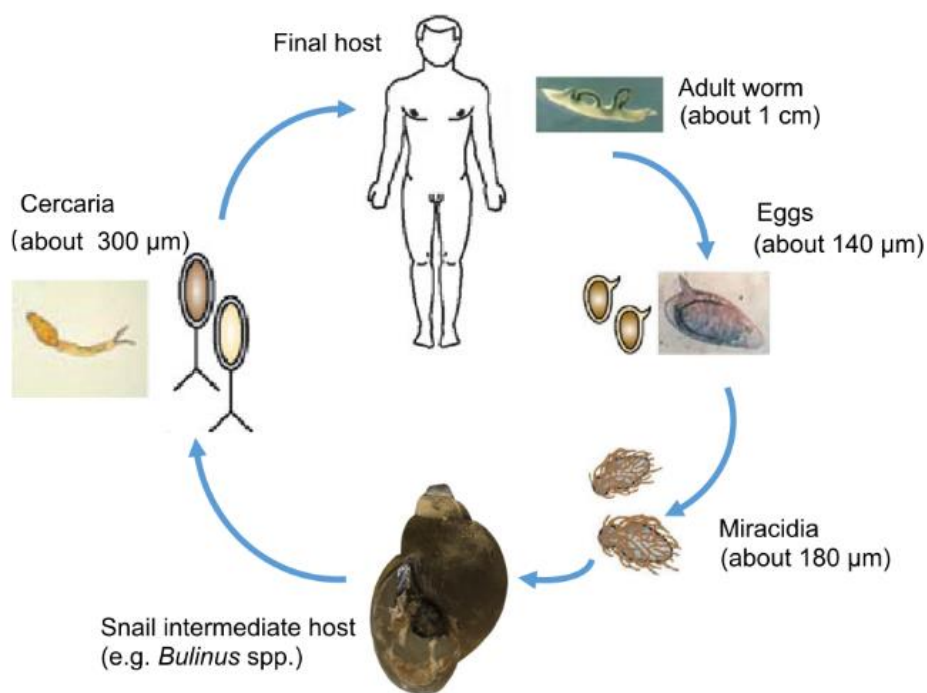 Final host
Adult worm
(about 1 cm)
Eggs
(about 140 µm)
Miracidia
(about 180 µm)
Snail intermediate host
(e.g. Bulinus spp.)
Cercaria
(about  300 µm)